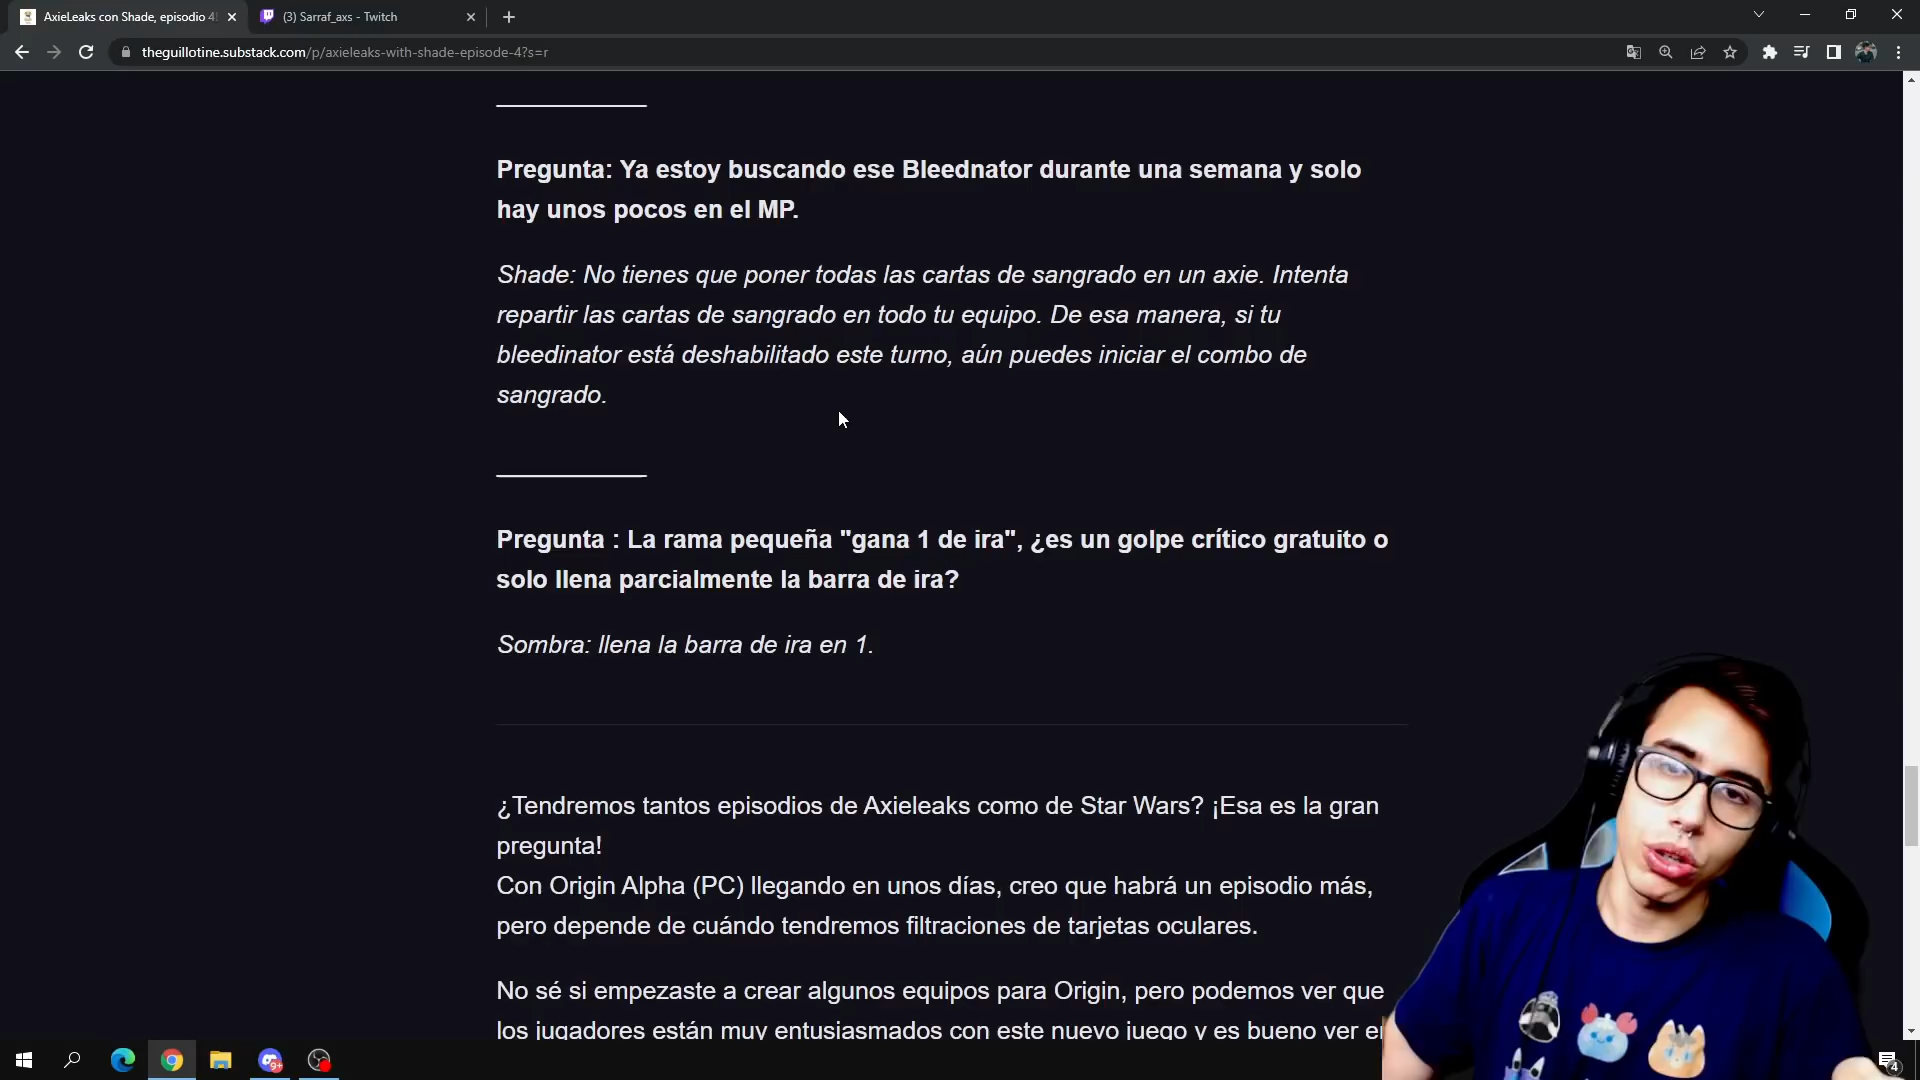 AxieLeaks con Shade, episodio 4
(3) Sarraf_axs - Twitch
theguillotine.substack.com/p/axieleaks-with-shade-episode-4?s=r
Pregunta: Ya estoy buscando ese Bleednator durante una semana y solo
hay unos pocos en el MP.
Shade: No tienes que poner todas las cartas de sangrado en un axie. Intenta
repartir las cartas de sangrado en todo tu equipo. De esa manera, si tu
bleedinator está deshabilitado este turno, aún puedes iniciar el combo de
sangrado.
Pregunta : La rama pequeña "gana 1 de ira", ¿es un golpe crítico gratuito o
solo llena parcialmente la barra de ira?
Sombra: llena la barra de ira en 1.
¿Tendremos tantos episodios de Axieleaks como de Star Wars? ¡Esa es la gran
pregunta!
Con Origin Alpha (PC) llegando en unos días, creo que habrá un episodio más,
pero depende de cuándo tendremos filtraciones de tarjetas oculares.
No sé si empezaste a crear algunos equipos para Origin, pero podemos ver que
los jugadores están muy entusiasmados con este nuevo juego y es bueno ver
9+
4